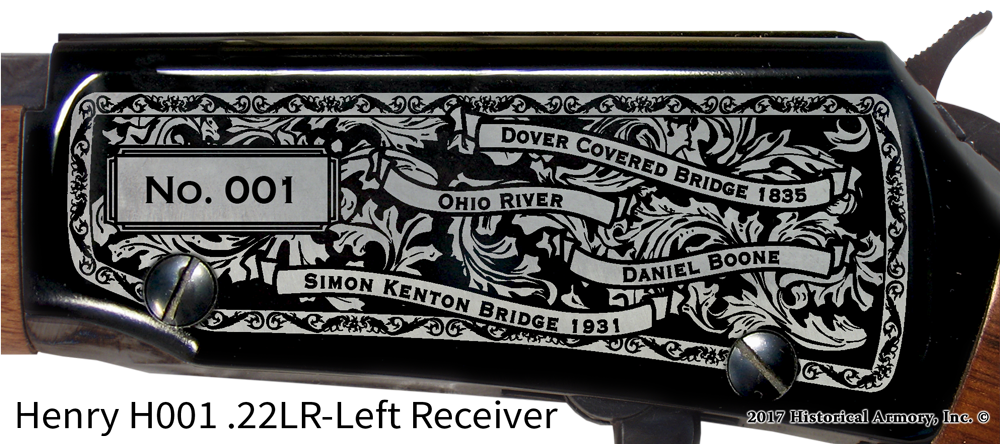 Dover Covered Bridge 1835
No. 001
Ohio River
Daniel Boone
Simon Kenton Bridge 1931
Henry H001 .22LR-Left Receiver
2017 Historical Armory, Inc. ©